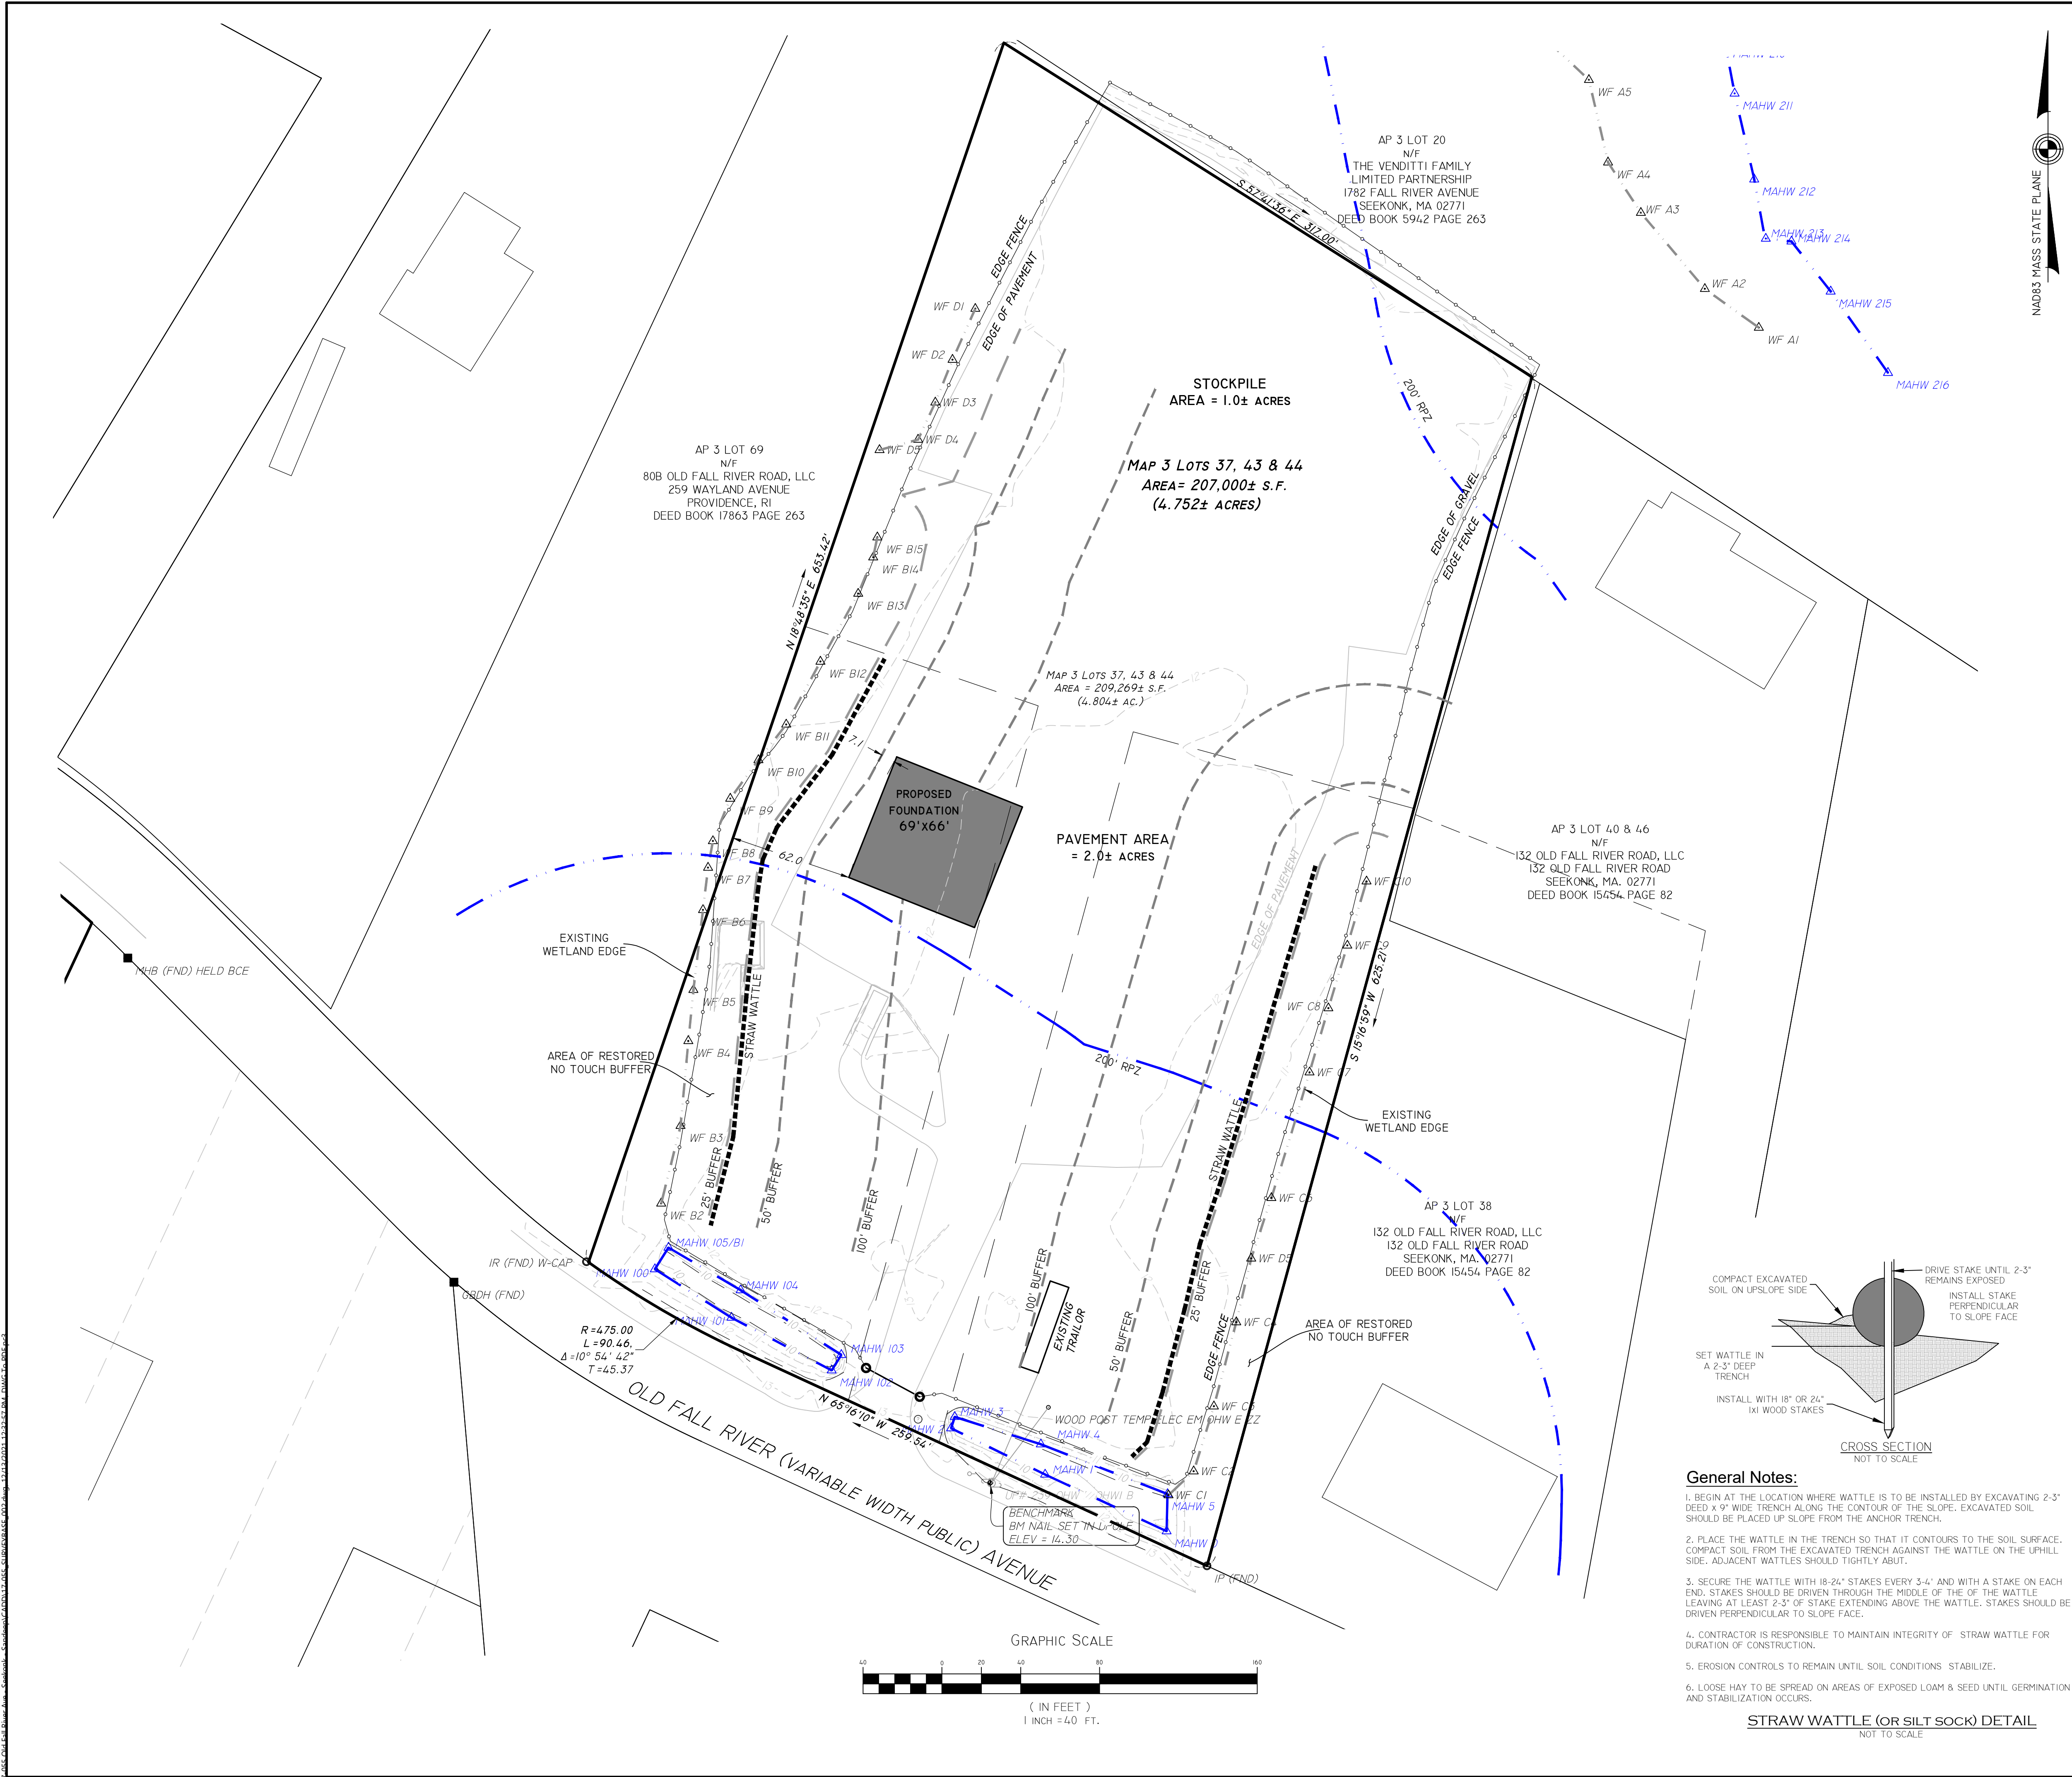 MAHW 211
MAHW 212
MAHW 213
MAHW 214
MAHW 215
MAHW 216
WF A5
WF A4
WF A3
WF A2
WF A1
NAD83 MASS STATE PLANE
AP 3 LOT 20
N/F
THE VENDITTI FAMILY
LIMITED PARTNERSHIP
1782 FALL RIVER AVENUE
SEEKONK, MA 02771
DEED BOOK 5942 PAGE 263
S 57°41'36" E 317.00'
200' RPZ
EDGE FENCE
EDGE OF PAVEMENT
WF D1
WF D2
WF D3
WF D4
WF D5
STOCKPILE
AREA = 1.0± ACRES
MAP 3 LOTS 37, 43 & 44
AREA= 207,000± S.F.
(4.752± ACRES)
AP 3 LOT 69
N/F
80B OLD FALL RIVER ROAD, LLC
259 WAYLAND AVENUE
PROVIDENCE, RI
DEED BOOK 17863 PAGE 263
EDGE OF GRAVEL
EDGE FENCE
N 18°48'35" E 653.42'
WF B15
WF B14
WF B13
WF B12
WF B11
WF B10
WF B9
WF B8
WF B7
WF B6
WF B5
WF B4
WF B3
WF B2
MAP 3 LOTS 37, 43 & 44
AREA = 209,269± S.F.
(4.804± AC.)
12
7.1
PROPOSED
FOUNDATION
69'x66'
62.0
PAVEMENT AREA
= 2.0± ACRES
EDGE OF PAVEMENT
AP 3 LOT 40 & 46
N/F
132 OLD FALL RIVER ROAD, LLC
132 OLD FALL RIVER ROAD
SEEKONK, MA. 02771
DEED BOOK 15454 PAGE 82
WF C10
WF C9
WF C8
WF C7
WF C6
WF D5
WF C4
WF C3
WF C2
WF C1
S 15°16'59" W 625.21'
EXISTING
WETLAND EDGE
MHB (FND) HELD BCE
STRAW WATTLE
AREA OF RESTORED
NO TOUCH BUFFER
200' RPZ
EXISTING
WETLAND EDGE
STRAW WATTLE
25' BUFFER
50' BUFFER
100' BUFFER
100' BUFFER
50' BUFFER
25' BUFFER
EDGE FENCE
AP 3 LOT 38
N/F
132 OLD FALL RIVER ROAD, LLC
132 OLD FALL RIVER ROAD
SEEKONK, MA. 02771
DEED BOOK 15454 PAGE 82
AREA OF RESTORED
NO TOUCH BUFFER
EXISTING
TRAILOR
IR (FND) W-CAP
GBDH (FND)
MAHW 105/B1
MAHW 100
MAHW 104
MAHW 101
MAHW 103
MAHW 102
R=475.00
L=90.46,
Δ=10° 54' 42"
T=45.37
N 65°16'10" W 259.54'
MAHW 3
MAHW 2
MAHW 4
MAHW 1
MAHW 5
MAHW 0
WOOD POST TEMP ELEC EM OHW E ZZ
BENCHMARK
BM NAIL SET IN UPOLE
ELEV = 14.30
IP (FND)
OLD FALL RIVER (VARIABLE WIDTH PUBLIC) AVENUE
GRAPHIC SCALE
40 0 20 40 80 160
( IN FEET )
1 INCH = 40 FT.
COMPACT EXCAVATED
SOIL ON UPSLOPE SIDE
DRIVE STAKE UNTIL 2-3"
REMAINS EXPOSED
INSTALL STAKE
PERPENDICULAR
TO SLOPE FACE
SET WATTLE IN
A 2-3" DEEP
TRENCH
INSTALL WITH 18" OR 24"
1x1 WOOD STAKES
CROSS SECTION
NOT TO SCALE
General Notes:
1. BEGIN AT THE LOCATION WHERE WATTLE IS TO BE INSTALLED BY EXCAVATING 2-3"
DEED x 9" WIDE TRENCH ALONG THE CONTOUR OF THE SLOPE. EXCAVATED SOIL
SHOULD BE PLACED UP SLOPE FROM THE ANCHOR TRENCH.
2. PLACE THE WATTLE IN THE TRENCH SO THAT IT CONTOURS TO THE SOIL SURFACE.
COMPACT SOIL FROM THE EXCAVATED TRENCH AGAINST THE WATTLE ON THE UPHILL
SIDE. ADJACENT WATTLES SHOULD TIGHTLY ABUT.
3. SECURE THE WATTLE WITH 18-24" STAKES EVERY 3-4' AND WITH A STAKE ON EACH
END. STAKES SHOULD BE DRIVEN THROUGH THE MIDDLE OF THE OF THE WATTLE
LEAVING AT LEAST 2-3" OF STAKE EXTENDING ABOVE THE WATTLE. STAKES SHOULD BE
DRIVEN PERPENDICULAR TO SLOPE FACE.
4. CONTRACTOR IS RESPONSIBLE TO MAINTAIN INTEGRITY OF STRAW WATTLE FOR
DURATION OF CONSTRUCTION.
5. EROSION CONTROLS TO REMAIN UNTIL SOIL CONDITIONS STABILIZE.
6. LOOSE HAY TO BE SPREAD ON AREAS OF EXPOSED LOAM & SEED UNTIL GERMINATION
AND STABILIZATION OCCURS.
STRAW WATTLE (OR SILT SOCK) DETAIL
NOT TO SCALE